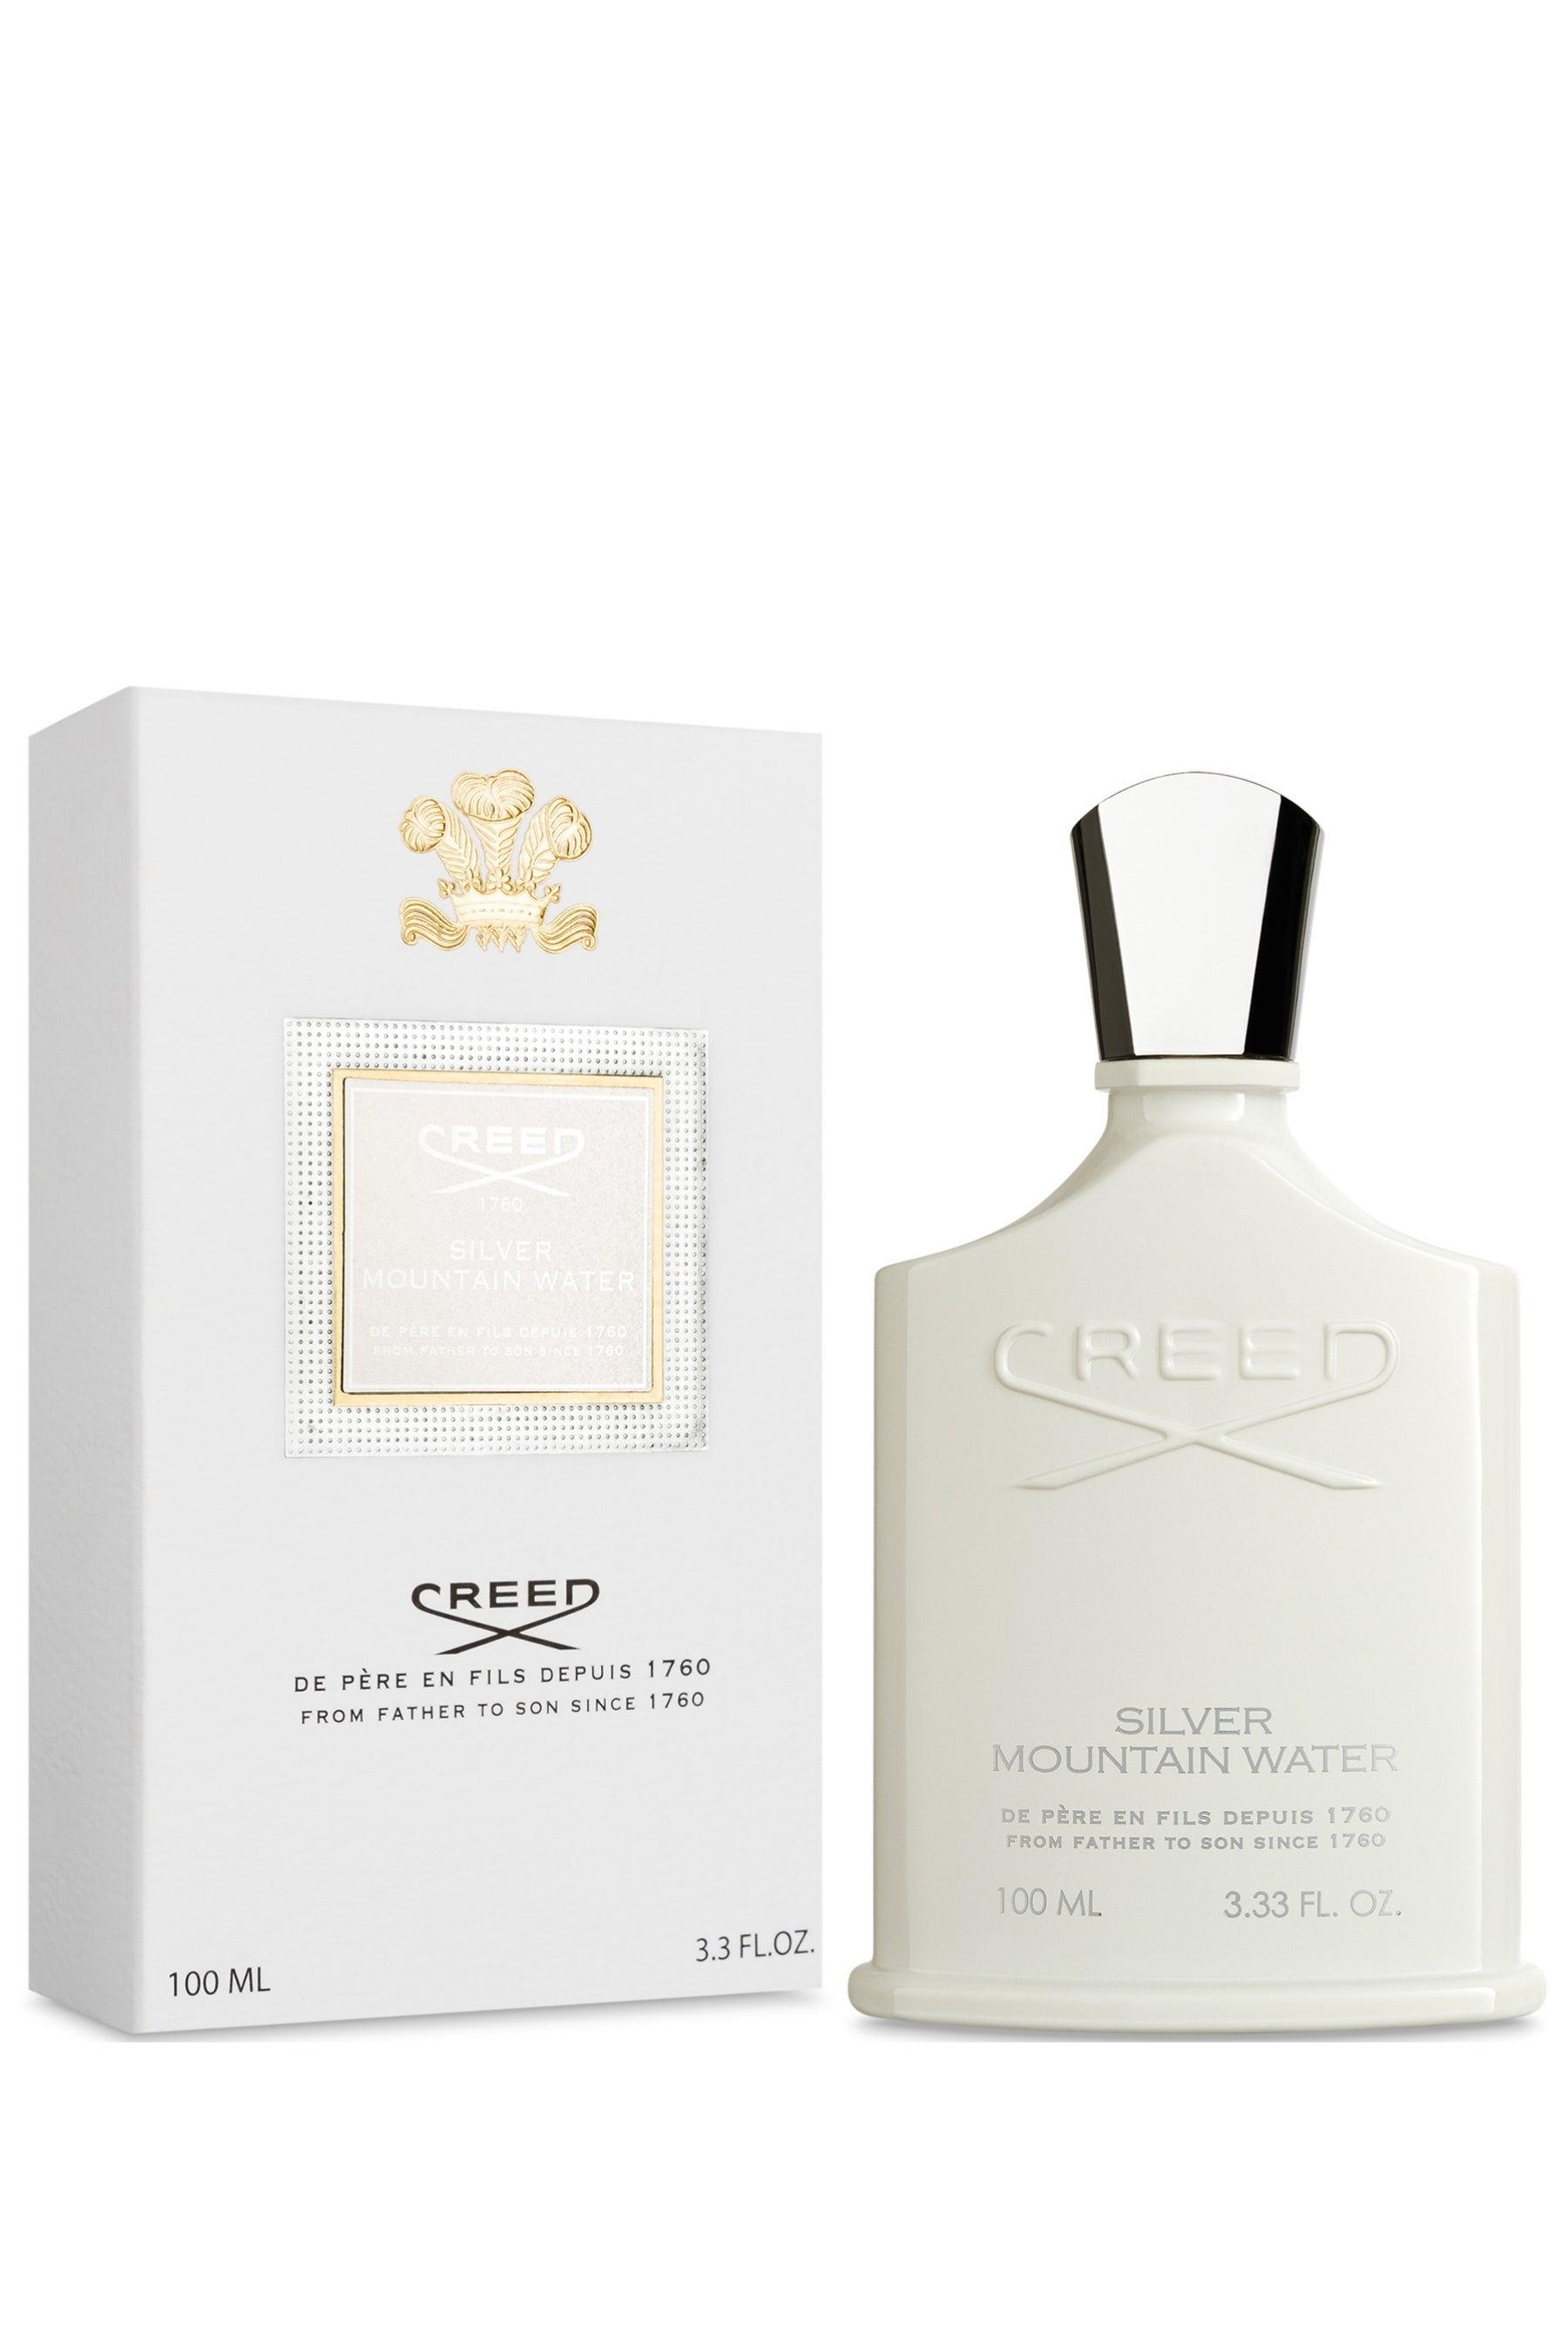 CREED
1760
SILVER
MOUNTAIN WATER
DE PÈRE EN FILS DEPUIS 1760
FROM FATHER TO SON SINCE 1760
CREED
DE PÈRE EN FILS DEPUIS 1760
FROM FATHER TO SON SINCE 1760
100 ML
3.3 FL.OZ.
CREED
SILVER
MOUNTAIN WATER
DE PÈRE EN FILS DEPUIS 1760
FROM FATHER TO SON SINCE 1760
100 ML 3.33 FL. OZ.